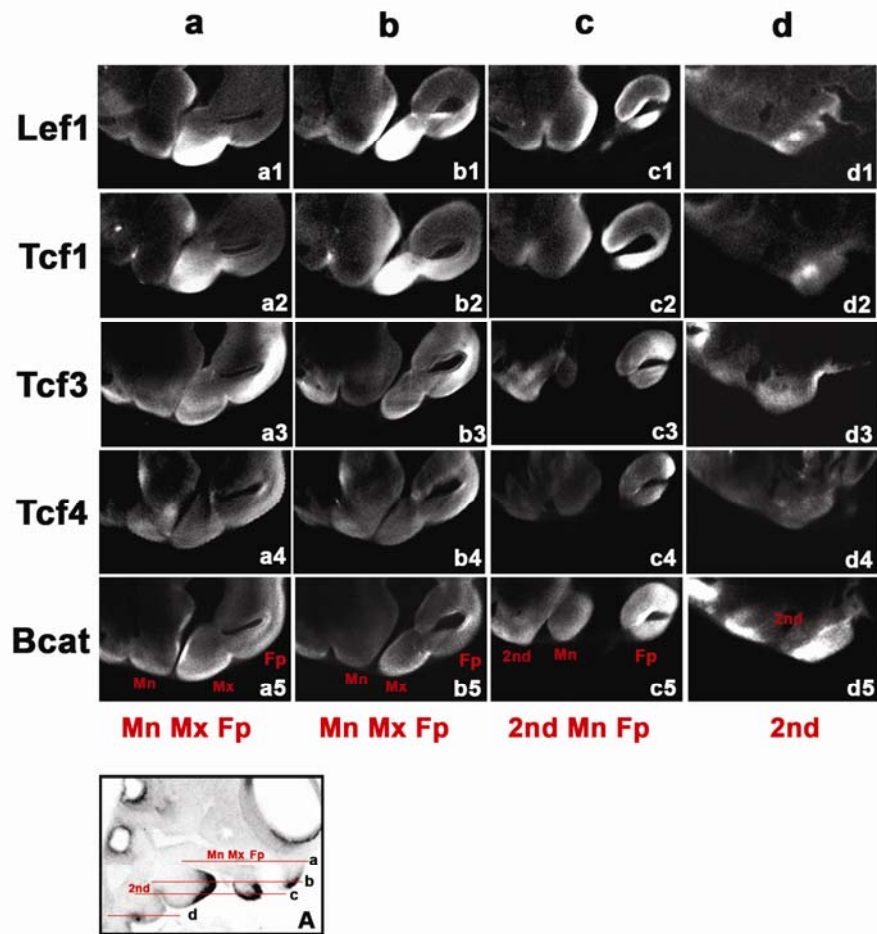 a b c d
Lef1 a1 b1 c1 d1
Tcf1 a2 b2 c2 d2
Tcf3 a3 b3 c3 d3
Tcf4 a4 b4 c4 d4
Bcat Mn Mx Fp a5 Mn Mx Fp b5 2nd Mn Fp c5 2nd d5
Mn Mx Fp Mn Mx Fp 2nd Mn Fp 2nd
Mn Mx Fp a
b
2nd c
d A